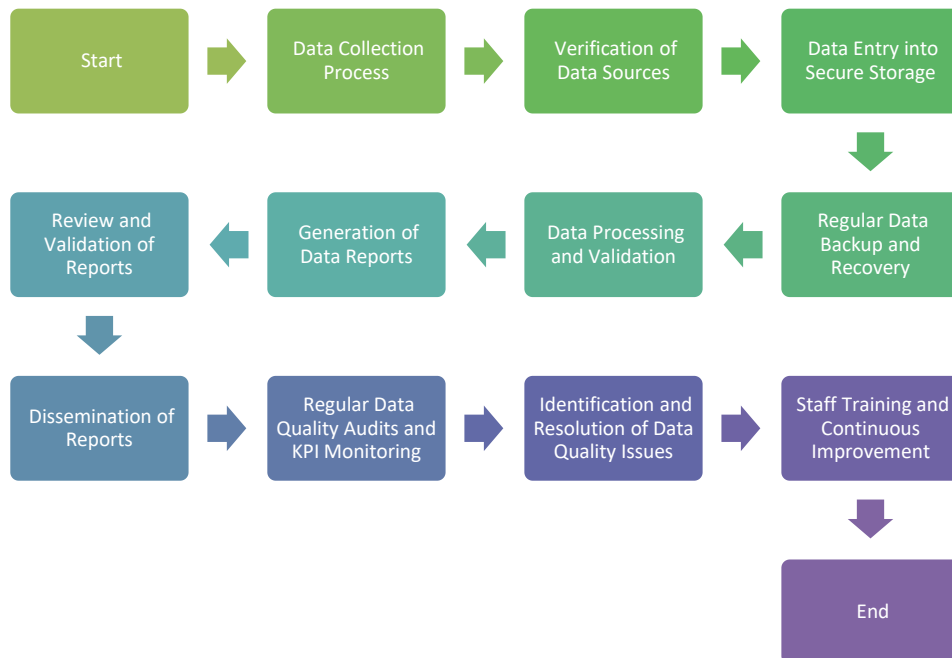 Start
Data Collection
Process
Verification of
Data Sources
Data Entry into
Secure Storage
Regular Data
Backup and
Recovery
Data Processing
and Validation
Generation of
Data Reports
Review and
Validation of
Reports
Dissemination of
Reports
Regular Data
Quality Audits and
KPI Monitoring
Identification and
Resolution of Data
Quality Issues
Staff Training and
Continuous
Improvement
End